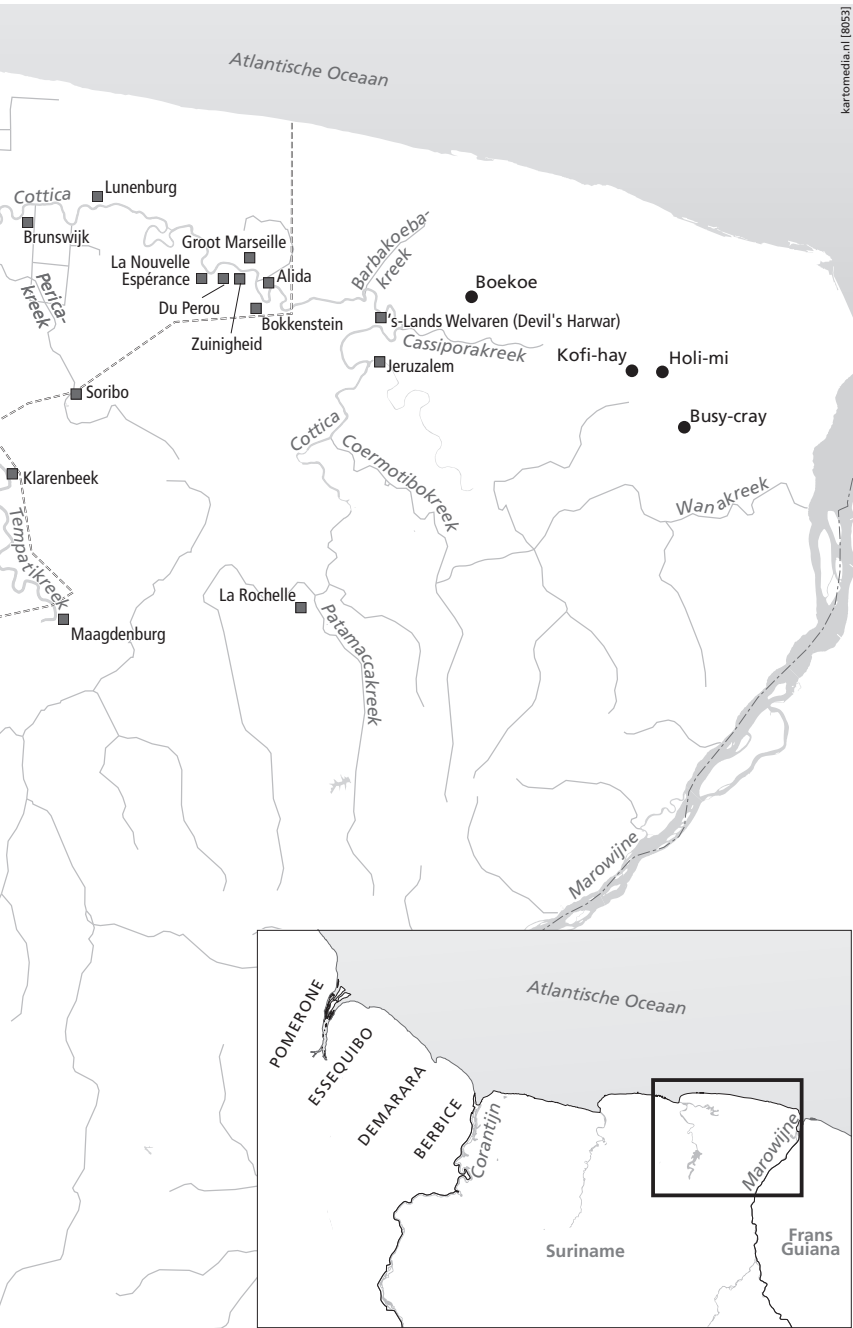 kartomedia.nl [8053]
Atlantische Oceaan
Cottica
Lunenburg
Brunswijk
Perica-
kreek
Groot Marseille
La Nouvelle
Espérance
Alida
Du Perou
Zuinigheid
Bokkenstein
Barbakoeba-
kreek
Boekoe
's-Lands Welvaren (Devil's Harwar)
Cassiporakreek
Jeruzalem
Kofi-hay
Holi-mi
Busy-cray
Soribo
Cottica
Coermotibokreek
Wanakreek
Klarenbeek
Tempatikreek
Maagdenburg
La Rochelle
Patamaccakreek
Marowijne
Atlantische Oceaan
POMERONE
ESSEQUIBO
DEMARARA
BERBICE
Corantijn
Marowijne
Suriname
Frans
Guiana